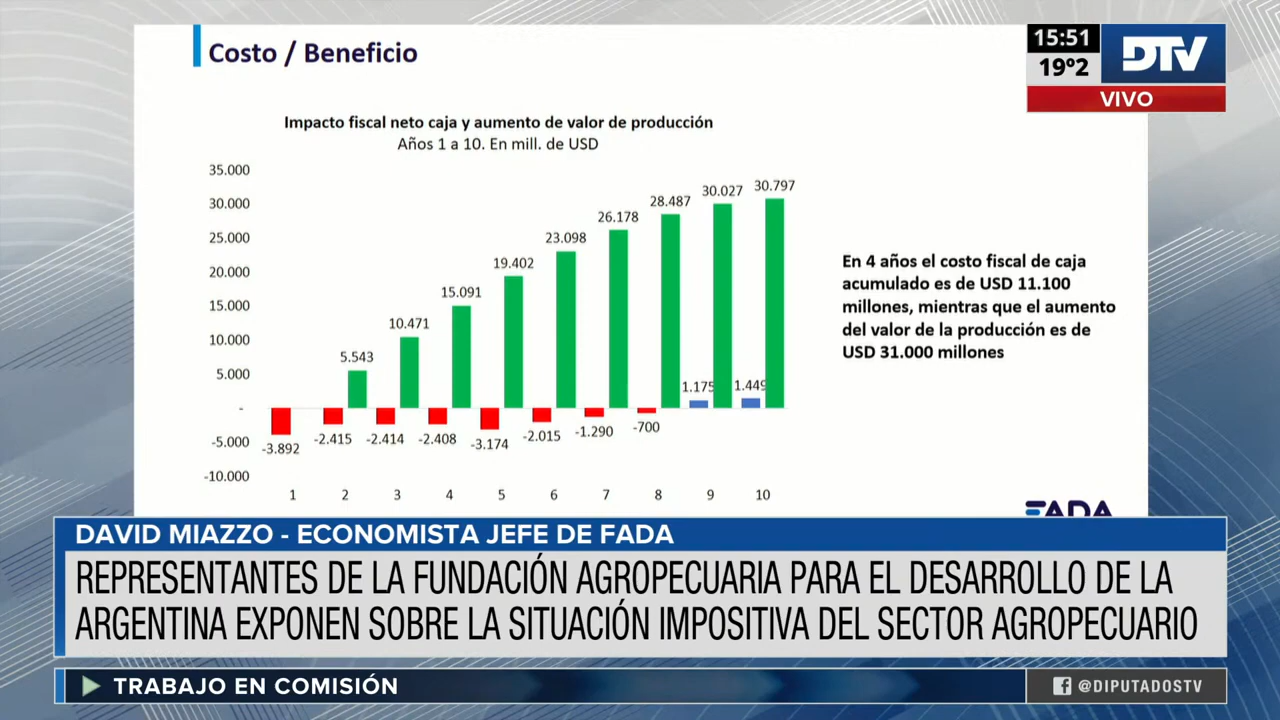 Costo / Beneficio
15:51
19º2
DTV
VIVO
Impacto fiscal neto caja y aumento de valor de producción
Años 1 a 10. En mill. de USD
35.000
30.000
25.000
20.000
15.000
10.000
5.000
-
-5.000
-10.000
5.543
10.471
15.091
19.402
23.098
26.178
28.487
30.027
30.797
-3.892
-2.415
-2.414
-2.408
-3.174
-2.015
-1.290
-700
1.175
1.449
1 2 3 4 5 6 7 8 9 10
En 4 años el costo fiscal de caja
acumulado es de USD 11.100
millones, mientras que el aumento
del valor de la producción es de
USD 31.000 millones
FADA
DAVID MIAZZO - ECONOMISTA JEFE DE FADA
REPRESENTANTES DE LA FUNDACIÓN AGROPECUARIA PARA EL DESARROLLO DE LA
ARGENTINA EXPONEN SOBRE LA SITUACIÓN IMPOSITIVA DEL SECTOR AGROPECUARIO
TRABAJO EN COMISIÓN
@DIPUTADOSTV